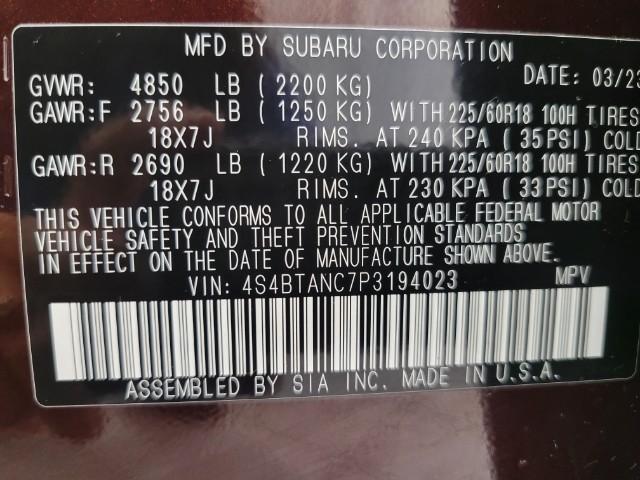 MFD BY SUBARU CORPORATION
DATE: 03/23
GVWR: 4850 LB ( 2200 KG)
GAWR:F 2756 LB ( 1250 KG) WITH 225/60R18 100H TIRES
18X7J RIMS. AT 240 KPA ( 35 PSI) COLD
GAWR:R 2690 LB ( 1220 KG) WITH 225/60R18 100H TIRES
18X7J RIMS. AT 230 KPA ( 33 PSI) COLD
THIS VEHICLE CONFORMS TO ALL APPLICABLE FEDERAL MOTOR
VEHICLE SAFETY AND THEFT PREVENTION STANDARDS
IN EFFECT ON THE DATE OF MANUFACTURE SHOWN ABOVE.
VIN: 4S4BTANC7P3194023 MPV
ASSEMBLED BY SIA INC. MADE IN U.S.A.